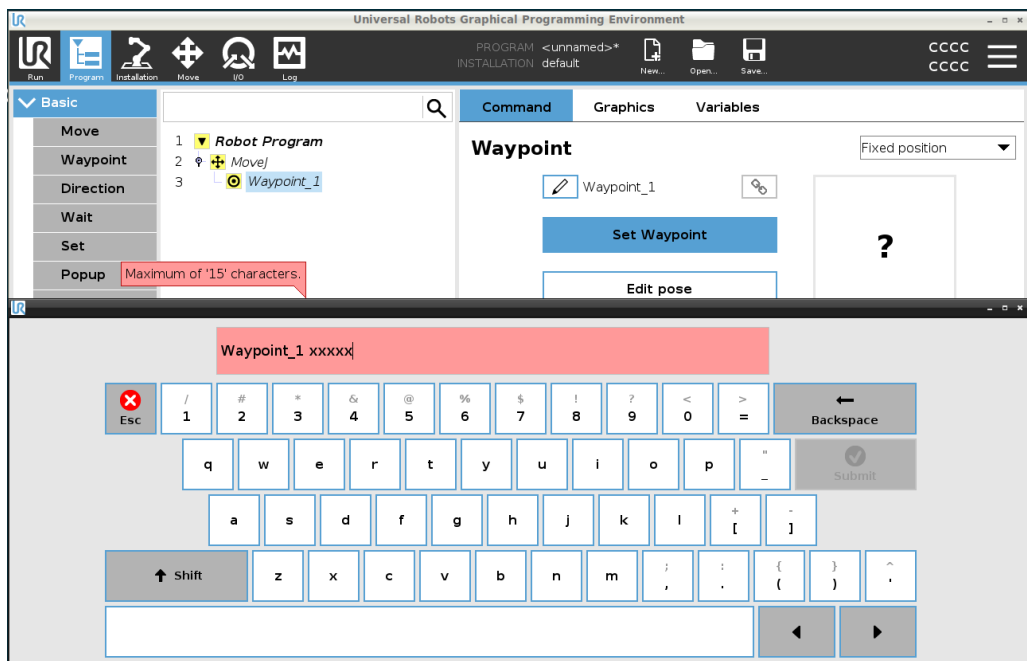 Universal Robots Graphical Programming Environment
UR
Run
Program
Installation
Move
I/O
Log
PROGRAM <unnamed>*
INSTALLATION default
New...
Open...
Save...
CCCC
CCCC
Basic
Move
Waypoint
Direction
Wait
Set
Popup
1 Robot Program
2 MoveJ
3 Waypoint_1
Maximum of '15' characters.
Command Graphics Variables
Waypoint
Fixed position
Waypoint_1
Set Waypoint
?
Edit pose
UR
Waypoint_1 xxxxx
Esc
/ # * & @ % $ ! ? < >
1 2 3 4 5 6 7 8 9 0 =
Backspace
q w e r t y u i o p " _
Submit
a s d f g h j k l + [ - ]
Shift
z x c v b n m ; , : . { ( } ) ^ '